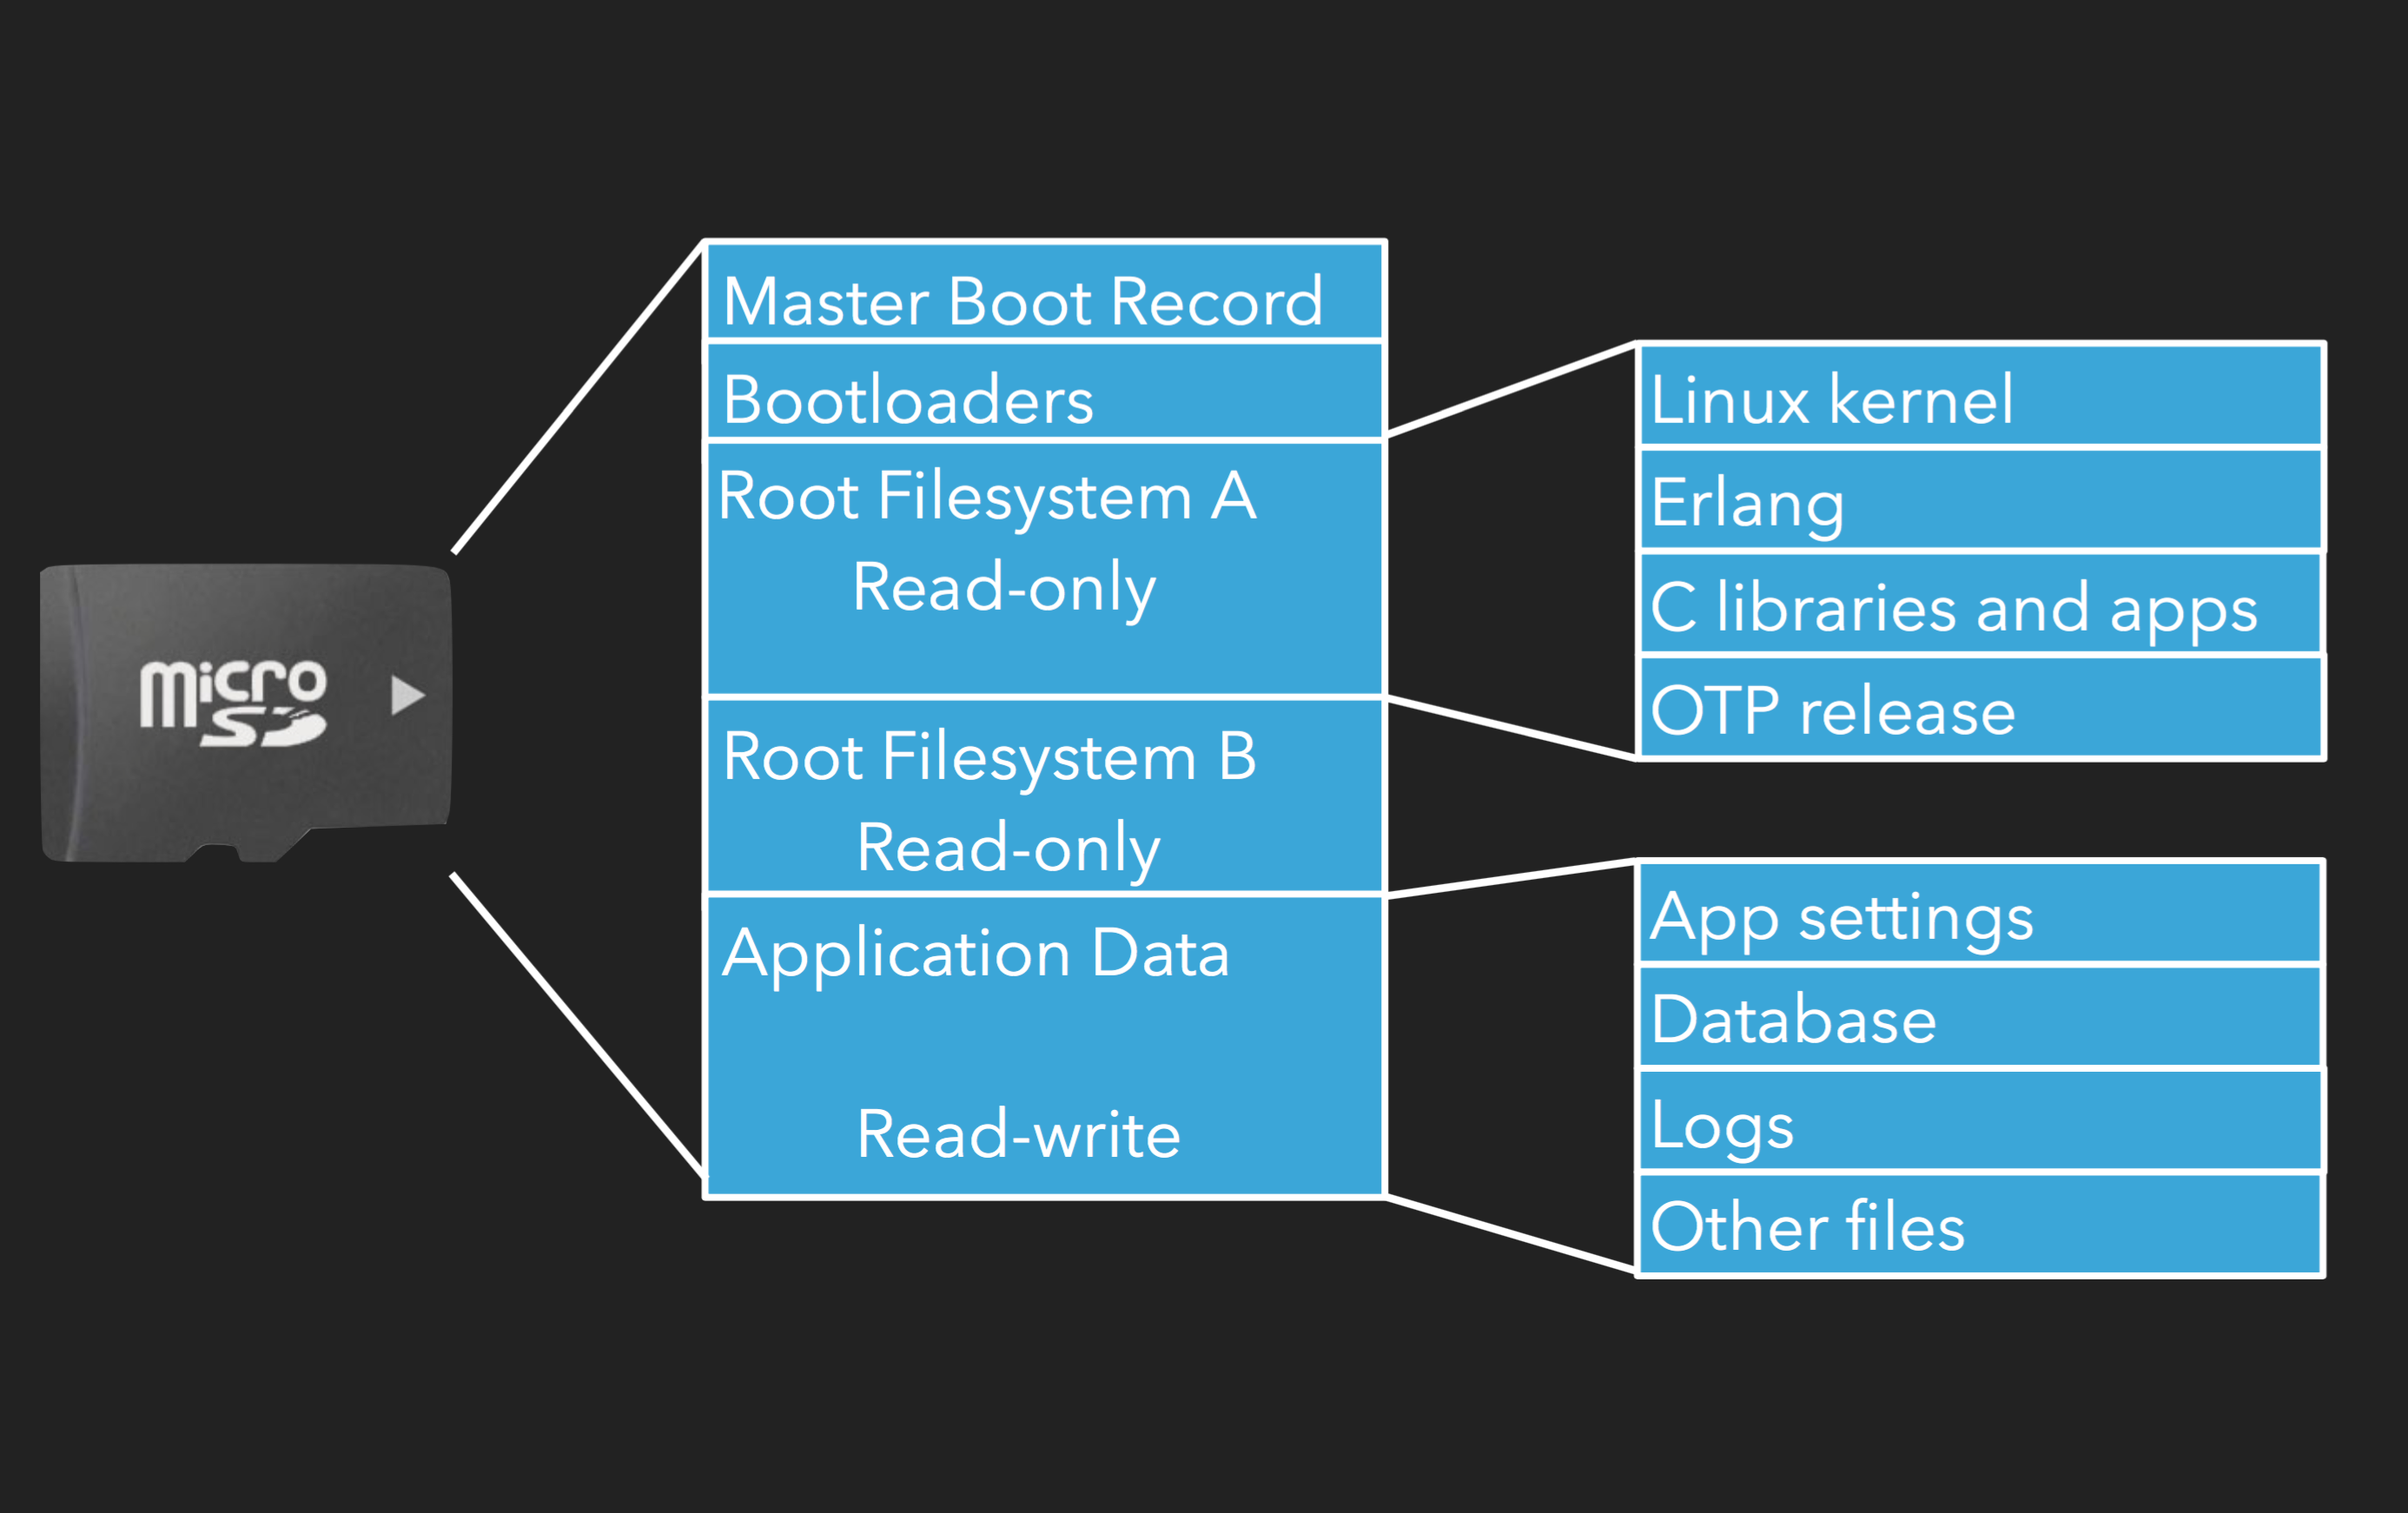 micro
SD
Master Boot Record
Bootloaders
Root Filesystem A
Read-only
Root Filesystem B
Read-only
Application Data
Read-write
Linux kernel
Erlang
C libraries and apps
OTP release
App settings
Database
Logs
Other files